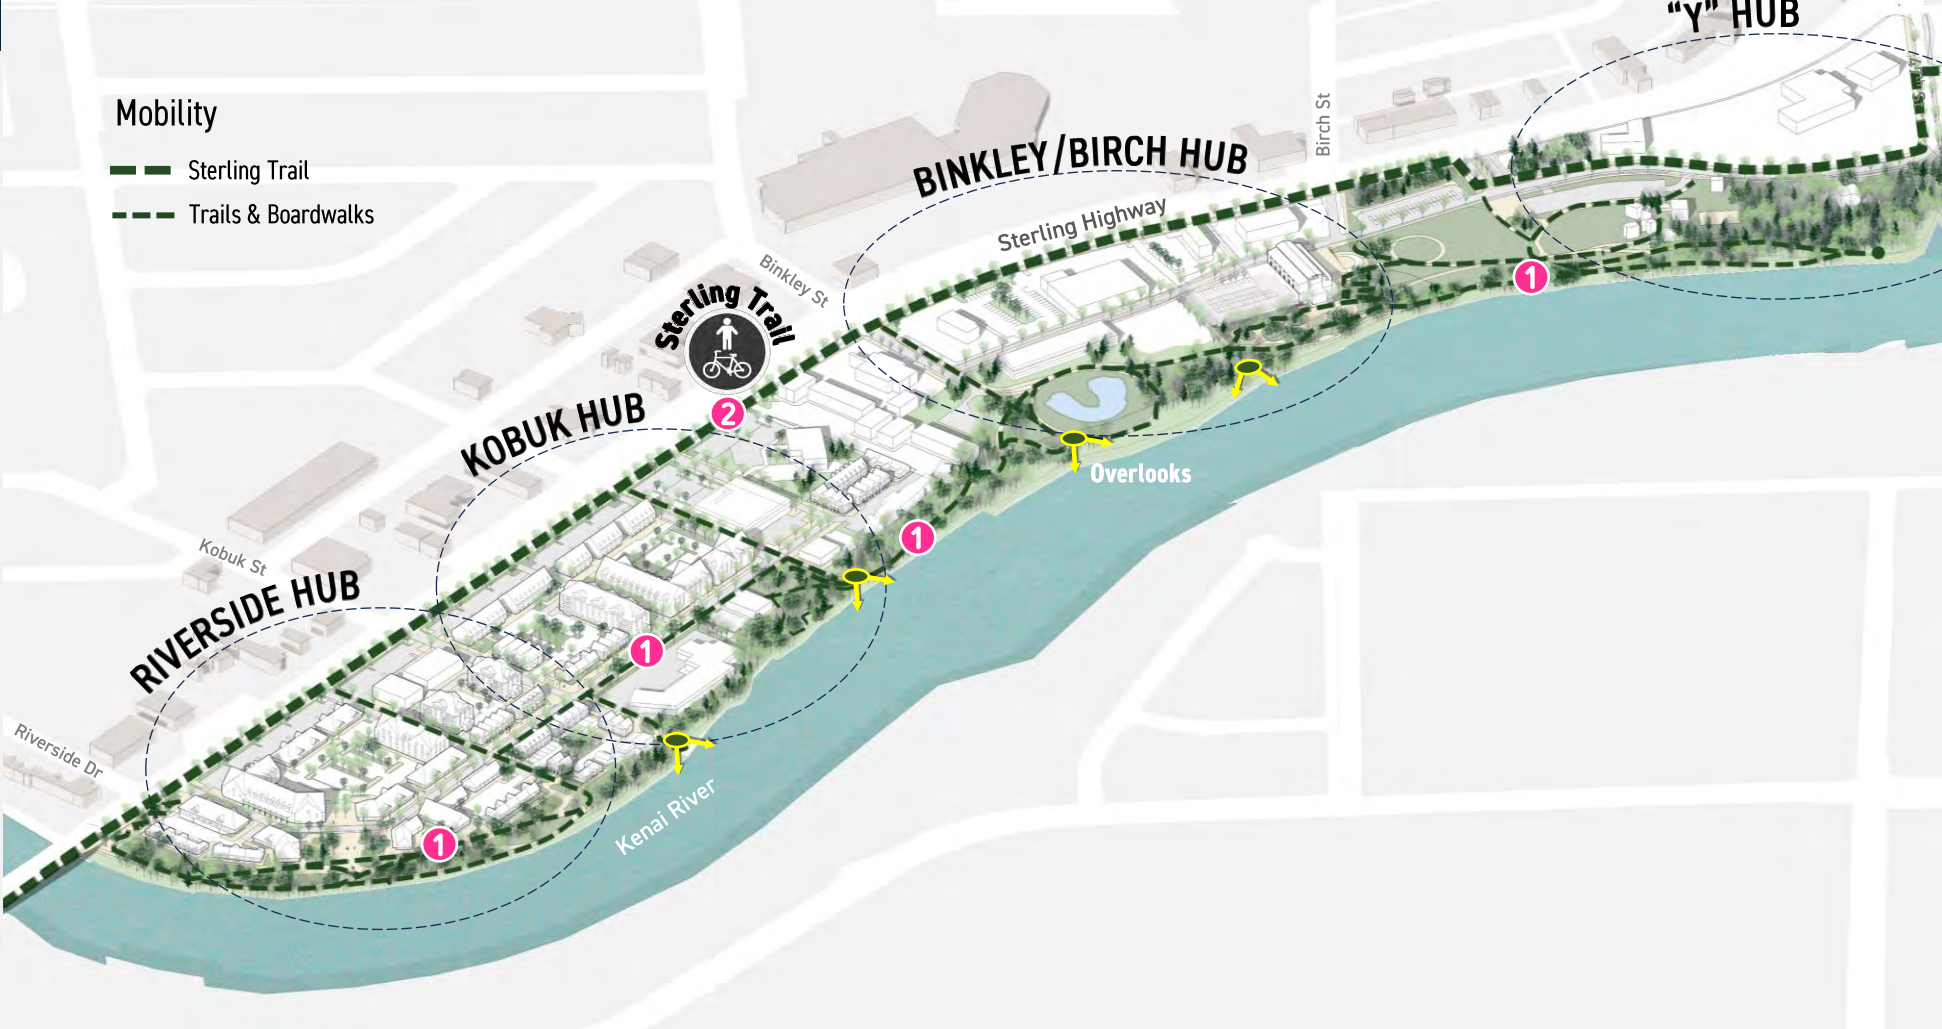 “Y” HUB
Mobility
Sterling Trail
Trails & Boardwalks
Birch St
BINKLEY/BIRCH HUB
Sterling Highway
Binkley St
Sterling Trail
1
2
KOBUK HUB
Overlooks
Kobuk St
1
RIVERSIDE HUB
1
Riverside Dr
Kenai River
1